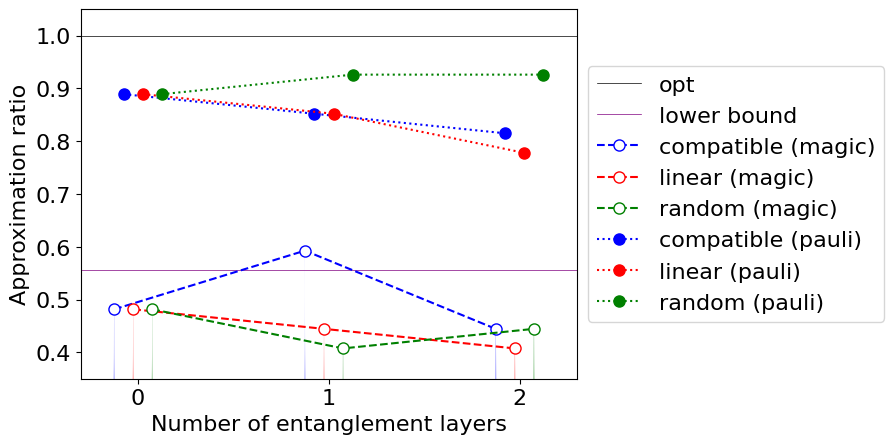 1.0
0.9
0.8
0.7
0.6
0.5
0.4
Approximation ratio
0 1 2
Number of entanglement layers
opt
lower bound
compatible (magic)
linear (magic)
random (magic)
compatible (pauli)
linear (pauli)
random (pauli)